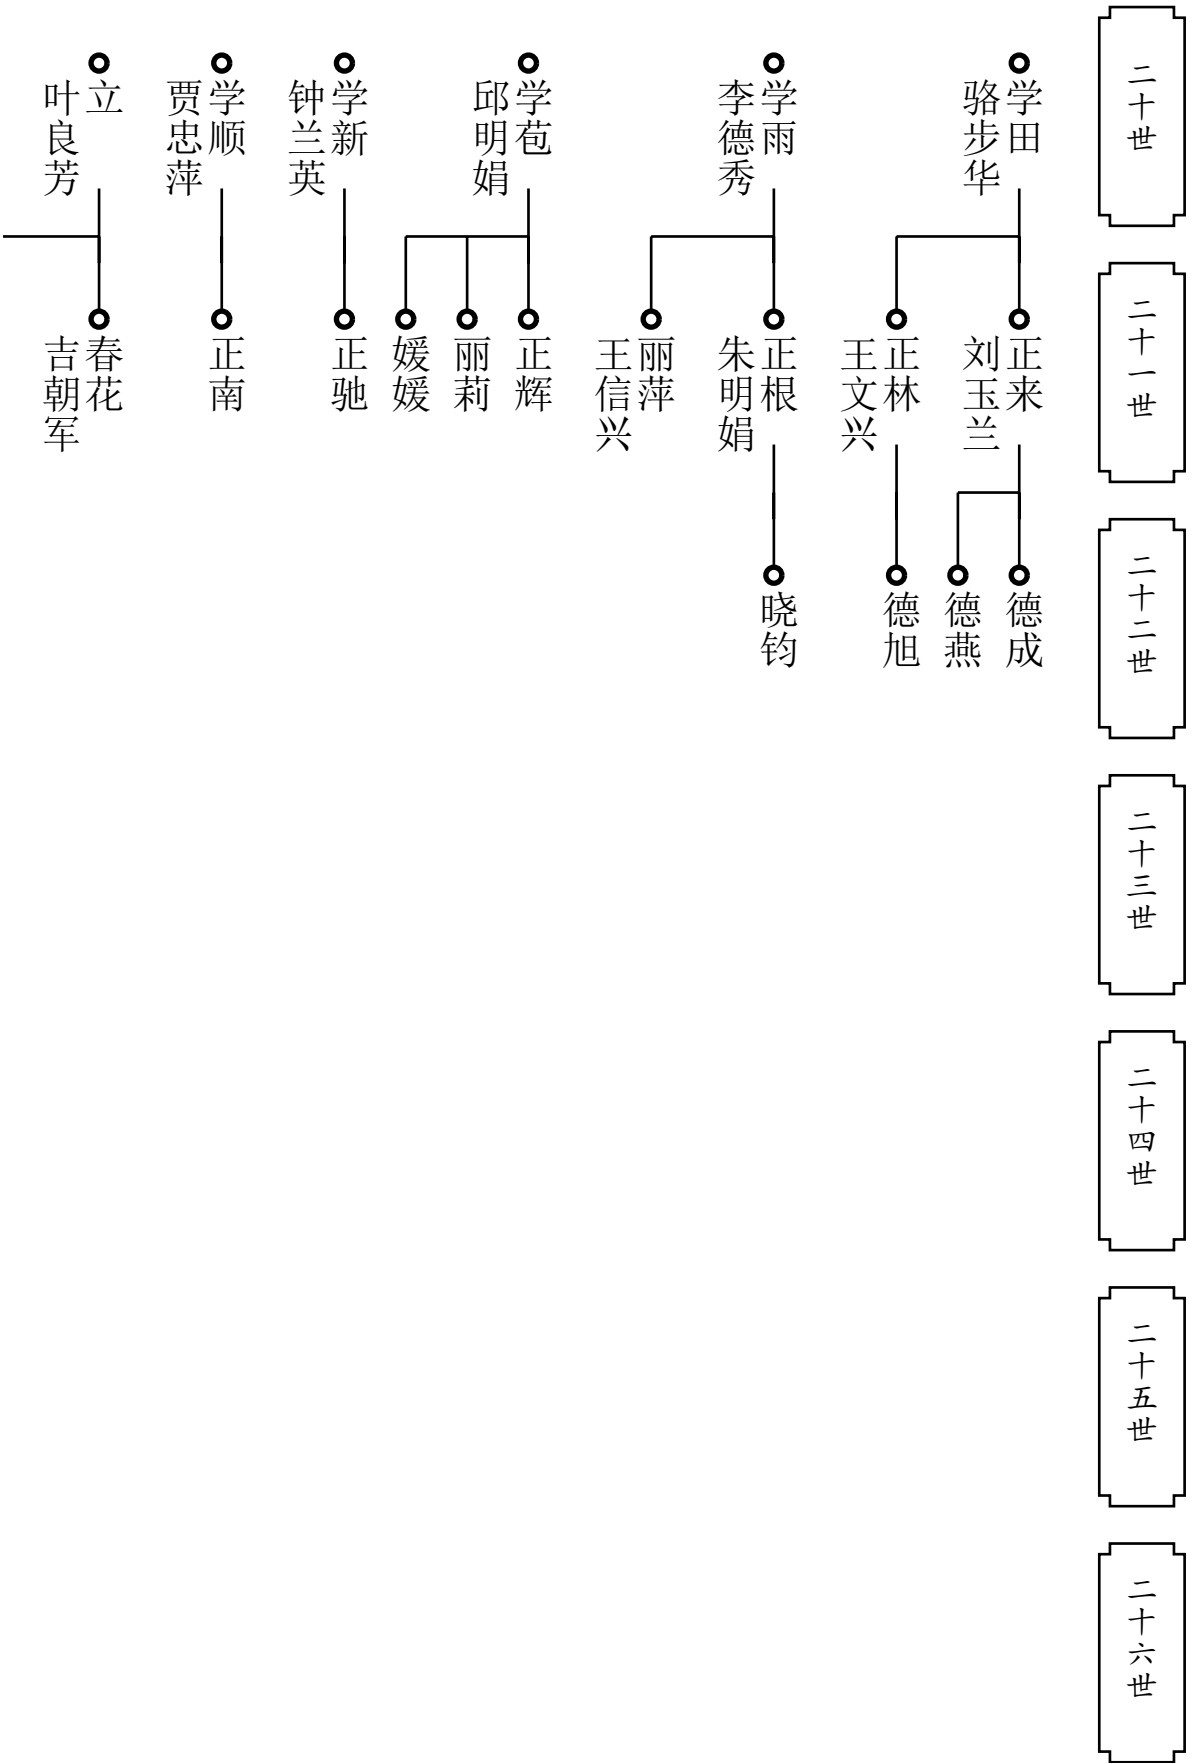 二十世
二十一世
二十二世
二十三世
二十四世
二十五世
二十六世
学田
骆步华
正来
刘玉兰
德成
德燕
正林
王文兴
德旭
学雨
李德秀
正根
朱明娟
晓钧
丽萍
王信兴
学苞
邱明娟
正辉
丽莉
媛媛
学新
钟兰英
正驰
学顺
贾忠萍
正南
立
叶良芳
春花
吉朝军